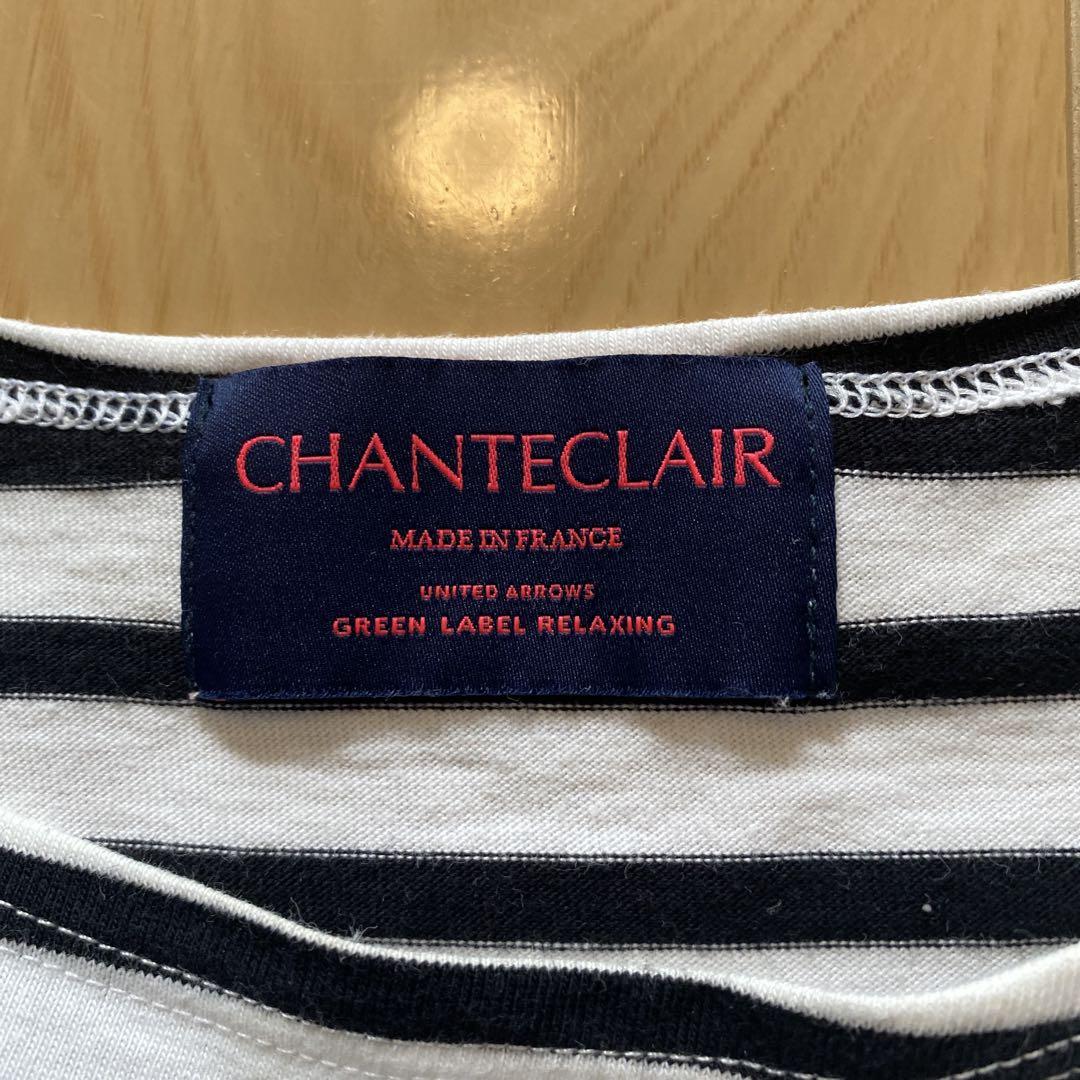 CHANTECLAIR
MADE IN FRANCE
UNITED ARROWS
GREEN LABEL RELAXING